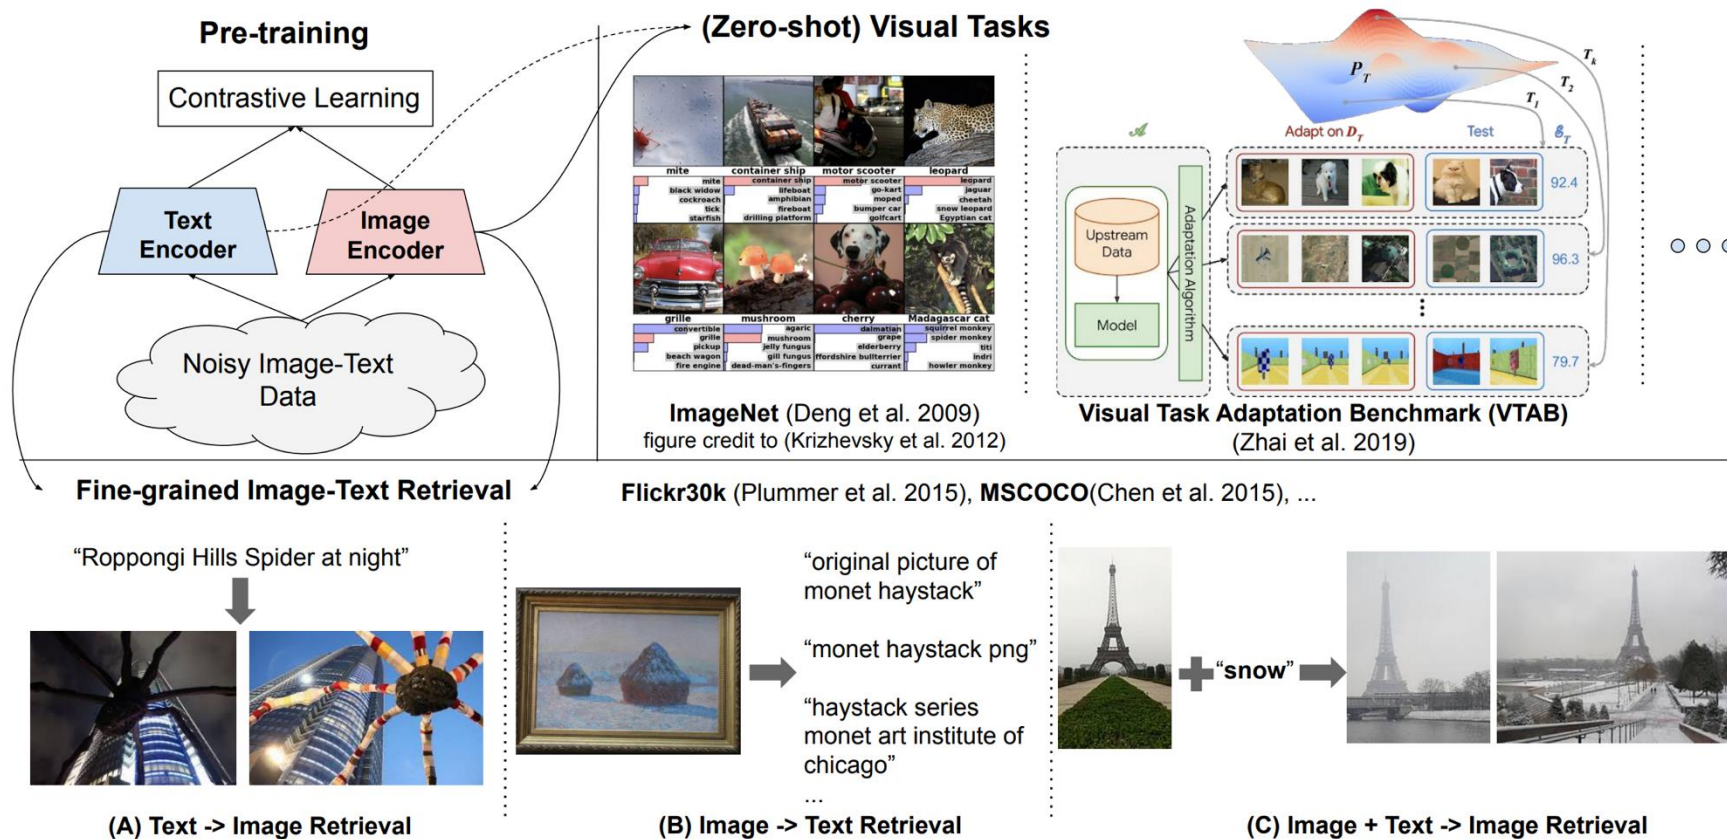 Pre-training
Contrastive Learning
Text
Encoder
Image
Encoder
Noisy Image-Text
Data
(Zero-shot) Visual Tasks
mite
container ship
motor scooter
leopard
mite
black widow
cockroach
tick
starfish
container ship
lifeboat
amphibian
fireboat
drilling platform
motor scooter
go-kart
moped
bumper car
golfcart
leopard
jaguar
cheetah
snow leopard
Egyptian cat
grille
mushroom
cherry
Madagascar cat
convertible
grille
pickup
beach wagon
fire engine
agaric
mushroom
jelly fungus
gill fungus
dead-man's-fingers
dalmatian
grape
elderberry
ffordshire bullterrier
currant
squirrel monkey
spider monkey
titi
indri
howler monkey
ImageNet (Deng et al. 2009)
figure credit to (Krizhevsky et al. 2012)
P_T
T_k
T_2
T_1
𝒜
Adapt on D_T
Test
ℰ_T
Upstream
Data
Model
Adaptation Algorithm
92.4
96.3
79.7
Visual Task Adaptation Benchmark (VTAB)
(Zhai et al. 2019)
Fine-grained Image-Text Retrieval
Flickr30k (Plummer et al. 2015), MSCOCO(Chen et al. 2015), ...
“Roppongi Hills Spider at night”
(A) Text -> Image Retrieval
“original picture of
monet haystack”
“monet haystack png”
“haystack series
monet art institute of
chicago”
...
(B) Image -> Text Retrieval
“snow”
(C) Image + Text -> Image Retrieval